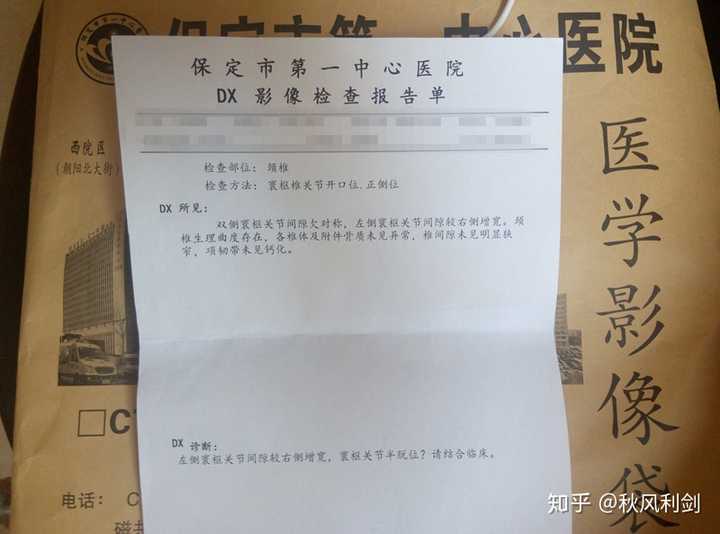 保定市第一中心医院
保定市第一中心医院
DX 影像检查报告单
西院区
(朝阳北大街)
检查部位: 颈椎
检查方法: 寰枢椎关节开口位.正侧位
DX 所见:
双侧寰枢关节间隙欠对称, 左侧寰枢关节间隙较右侧增宽。颈
椎生理曲度存在, 各椎体及附件骨质未见异常, 椎间隙未见明显狭
窄, 项韧带未见钙化。
医学影像袋
□C
DX 诊断:
左侧寰枢关节间隙较右侧增宽, 寰枢关节半脱位? 请结合临床。
电话: C
知乎 @秋风利剑